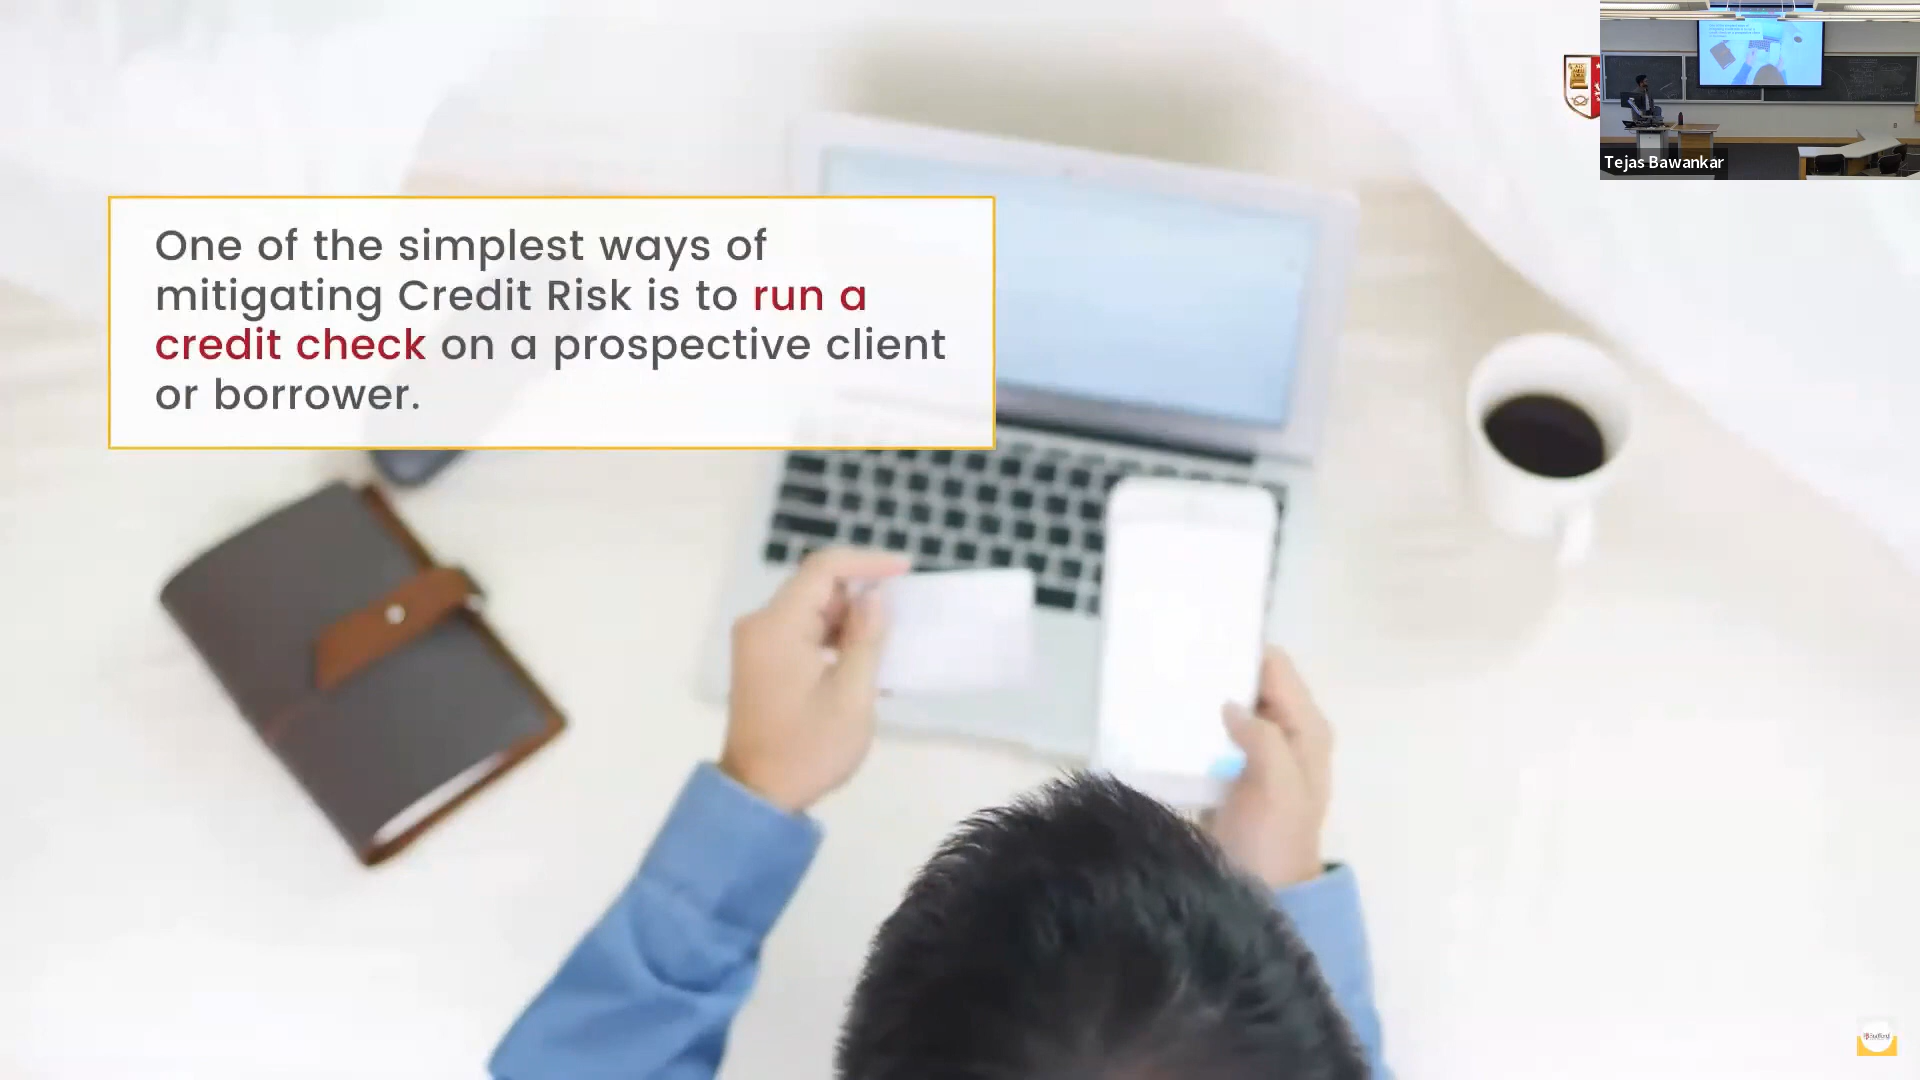 One of the simplest ways of
mitigating Credit Risk is to run a
credit check on a prospective client
or borrower.
Tejas Bawankar